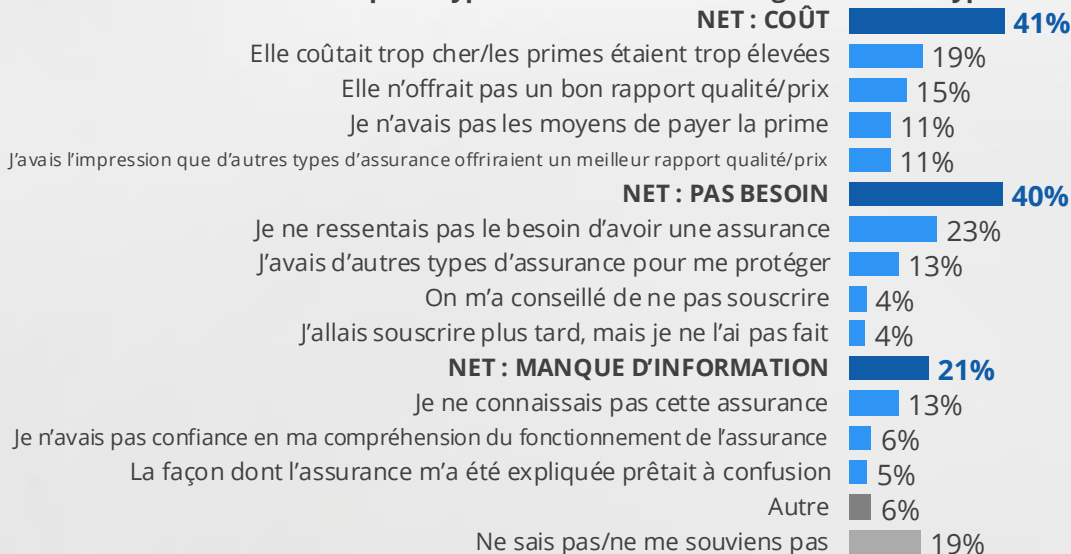 NET : COÛT 41%
Elle coûtait trop cher/les primes étaient trop élevées 19%
Elle n’offrait pas un bon rapport qualité/prix 15%
Je n’avais pas les moyens de payer la prime 11%
J’avais l’impression que d’autres types d’assurance offriraient un meilleur rapport qualité/prix 11%
NET : PAS BESOIN 40%
Je ne ressentais pas le besoin d’avoir une assurance 23%
J’avais d’autres types d’assurance pour me protéger 13%
On m’a conseillé de ne pas souscrire 4%
J’allais souscrire plus tard, mais je ne l’ai pas fait 4%
NET : MANQUE D’INFORMATION 21%
Je ne connaissais pas cette assurance 13%
Je n’avais pas confiance en ma compréhension du fonctionnement de l’assurance 6%
La façon dont l’assurance m’a été expliquée prêtait à confusion 5%
Autre 6%
Ne sais pas/ne me souviens pas 19%